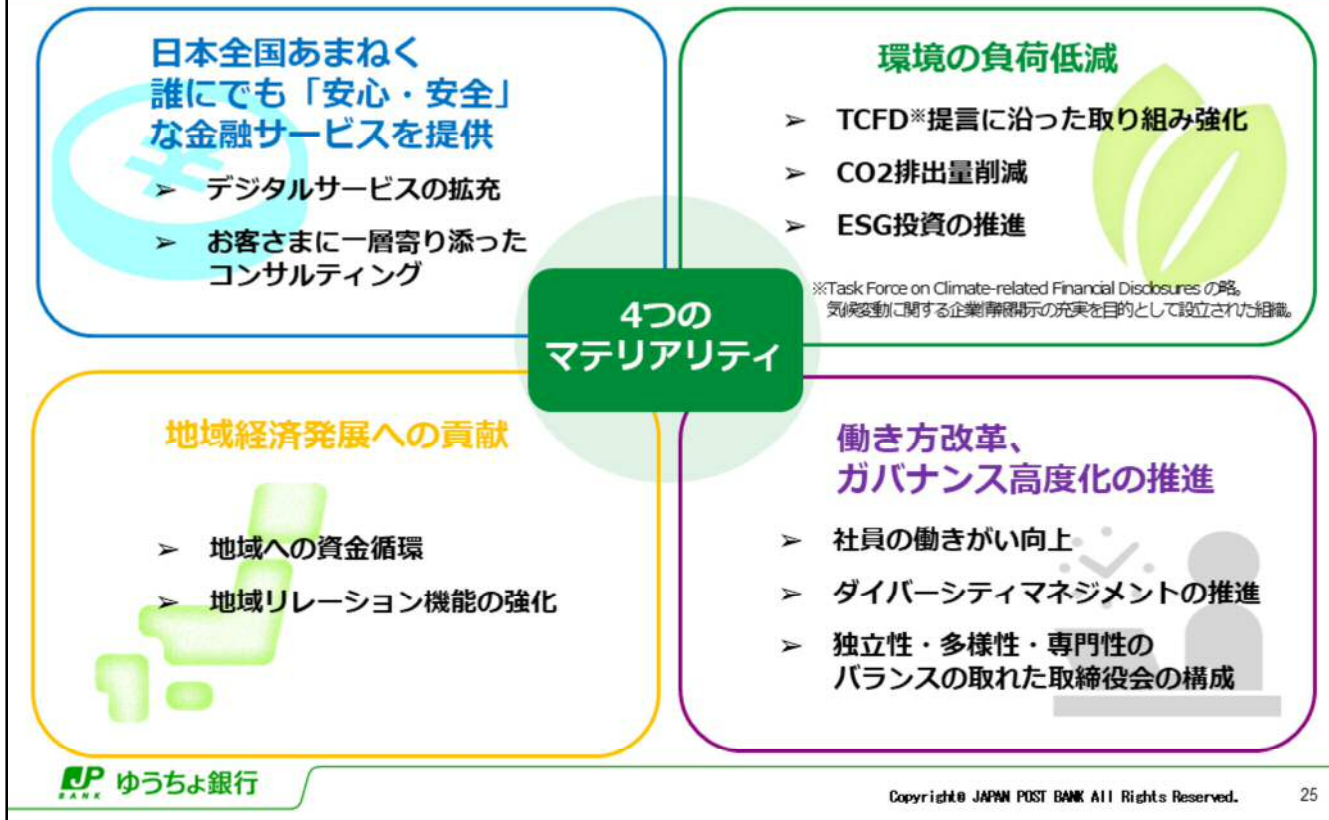 日本全国あまねく
誰にでも「安心・安全」
な金融サービスを提供
➢ デジタルサービスの拡充
➢ お客さまに一層寄り添った
コンサルティング
環境の負荷低減
➢ TCFD※提言に沿った取り組み強化
➢ CO2排出量削減
➢ ESG投資の推進
※Task Force on Climate-related Financial Disclosures の略。
気候変動に関する企業情報開示の充実を目的として設立された組織。
4つの
マテリアリティ
地域経済発展への貢献
➢ 地域への資金循環
➢ 地域リレーション機能の強化
働き方改革、
ガバナンス高度化の推進
➢ 社員の働きがい向上
➢ ダイバーシティマネジメントの推進
➢ 独立性・多様性・専門性の
バランスの取れた取締役会の構成
JP BANK ゆうちょ銀行
Copyright© JAPAN POST BANK All Rights Reserved.
25